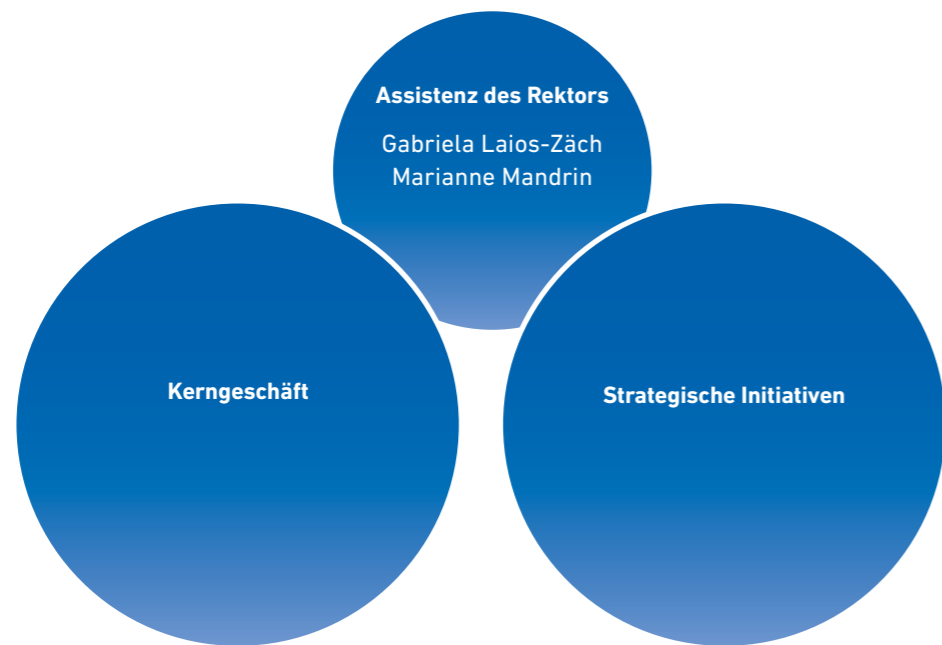 Assistenz des Rektors
Gabriela Laios-Zäch
Marianne Mandrin
Kerngeschäft
Strategische Initiativen